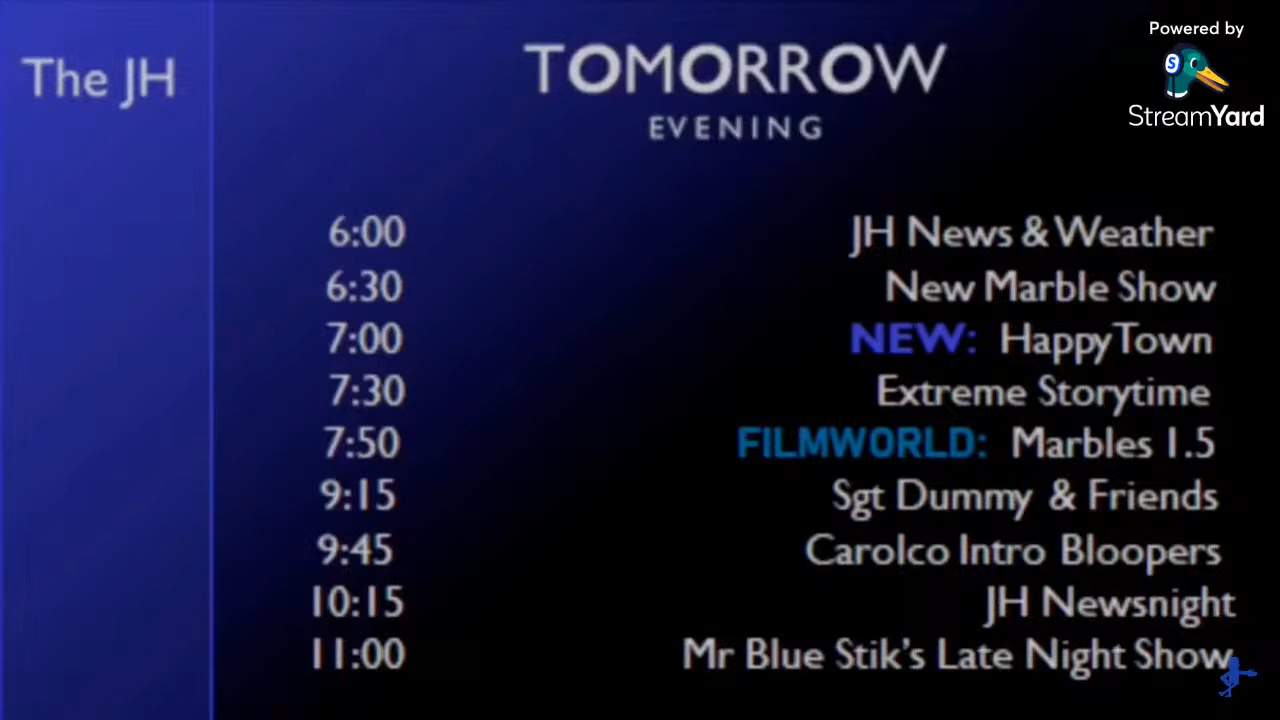 The JH
TOMORROW
EVENING
Powered by
S
StreamYard
6:00 JH News & Weather
6:30 New Marble Show
7:00 NEW: Happy Town
7:30 Extreme Storytime
7:50 FILMWORLD: Marbles 1.5
9:15 Sgt Dummy & Friends
9:45 Carolco Intro Bloopers
10:15 JH Newsnight
11:00 Mr Blue Stik's Late Night Show